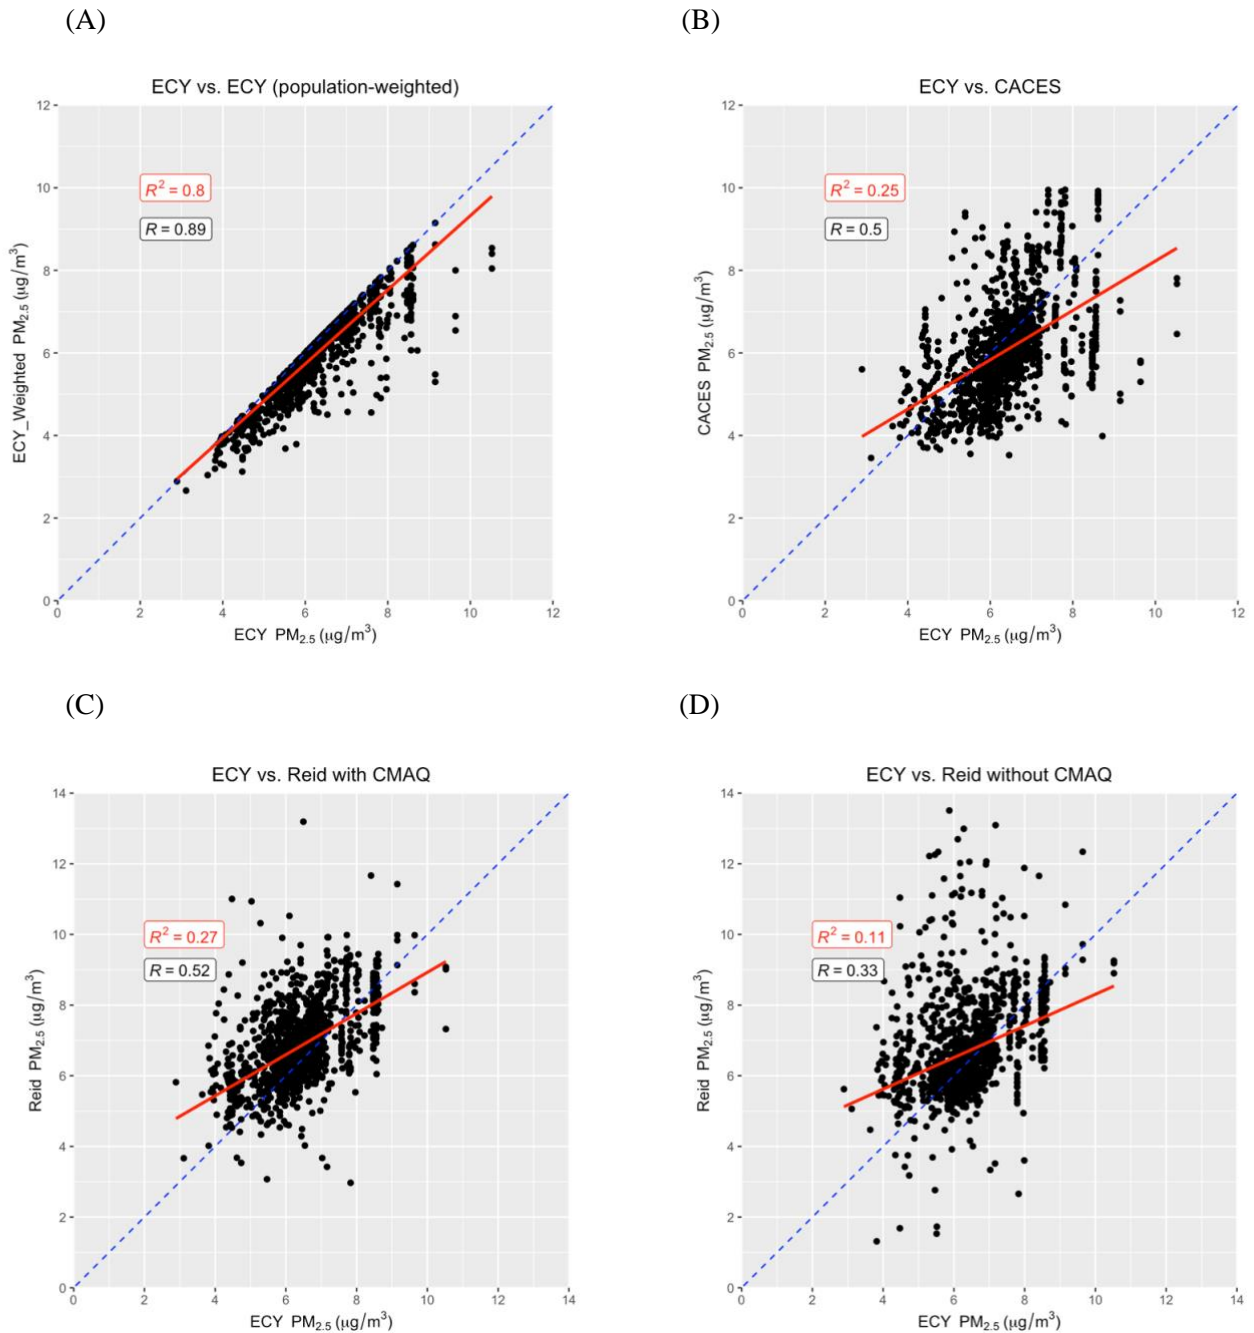 (A)
ECY vs. ECY (population-weighted)
12
10
8
6
4
2
0
ECY_Weighted PM2.5 (µg/m³)
R² = 0.8
R = 0.89
0 2 4 6 8 10 12
ECY PM2.5 (µg/m³)
(B)
ECY vs. CACES
12
10
8
6
4
2
0
CACES PM2.5 (µg/m³)
R² = 0.25
R = 0.5
0 2 4 6 8 10 12
ECY PM2.5 (µg/m³)
(C)
ECY vs. Reid with CMAQ
14
12
10
8
6
4
2
0
Reid PM2.5 (µg/m³)
R² = 0.27
R = 0.52
0 2 4 6 8 10 12 14
ECY PM2.5 (µg/m³)
(D)
ECY vs. Reid without CMAQ
14
12
10
8
6
4
2
0
Reid PM2.5 (µg/m³)
R² = 0.11
R = 0.33
0 2 4 6 8 10 12 14
ECY PM2.5 (µg/m³)